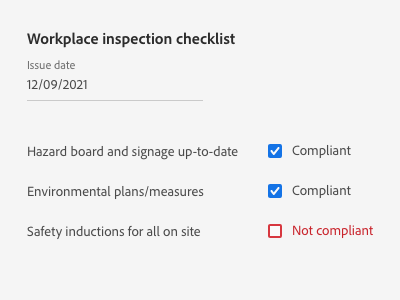 Workplace inspection checklist
Issue date
12/09/2021
Hazard board and signage up-to-date Compliant
Environmental plans/measures Compliant
Safety inductions for all on site Not compliant